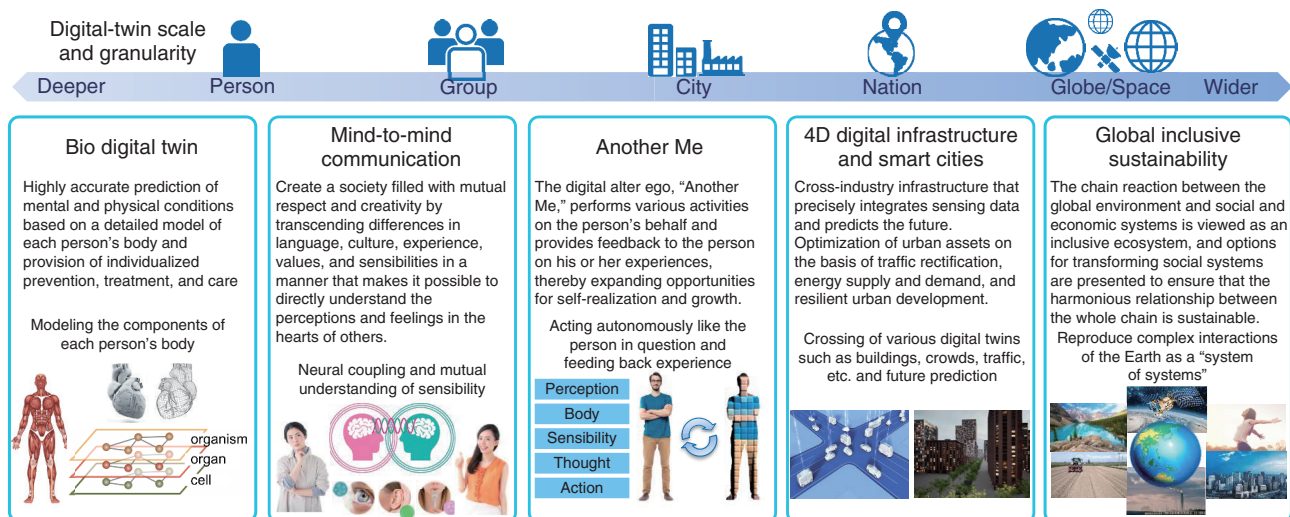 Digital-twin scale
and granularity
Deeper
Person
Group
City
Nation
Globe/Space
Wider
Bio digital twin
Highly accurate prediction of
mental and physical conditions
based on a detailed model of
each person's body and
provision of individualized
prevention, treatment, and care
Modeling the components of
each person's body
organism
organ
cell
Mind-to-mind
communication
Create a society filled with mutual
respect and creativity by
transcending differences in
language, culture, experience,
values, and sensibilities in a
manner that makes it possible to
directly understand the
perceptions and feelings in the
hearts of others.
Neural coupling and mutual
understanding of sensibility
Another Me
The digital alter ego, “Another
Me,” performs various activities
on the person's behalf and
provides feedback to the person
on his or her experiences,
thereby expanding opportunities
for self-realization and growth.
Acting autonomously like the
person in question and
feeding back experience
Perception
Body
Sensibility
Thought
Action
4D digital infrastructure
and smart cities
Cross-industry infrastructure that
precisely integrates sensing data
and predicts the future.
Optimization of urban assets on
the basis of traffic rectification,
energy supply and demand, and
resilient urban development.
Crossing of various digital twins
such as buildings, crowds, traffic,
etc. and future prediction
Global inclusive
sustainability
The chain reaction between the
global environment and social and
economic systems is viewed as an
inclusive ecosystem, and options
for transforming social systems
are presented to ensure that the
harmonious relationship between
the whole chain is sustainable.
Reproduce complex interactions
of the Earth as a “system
of systems”